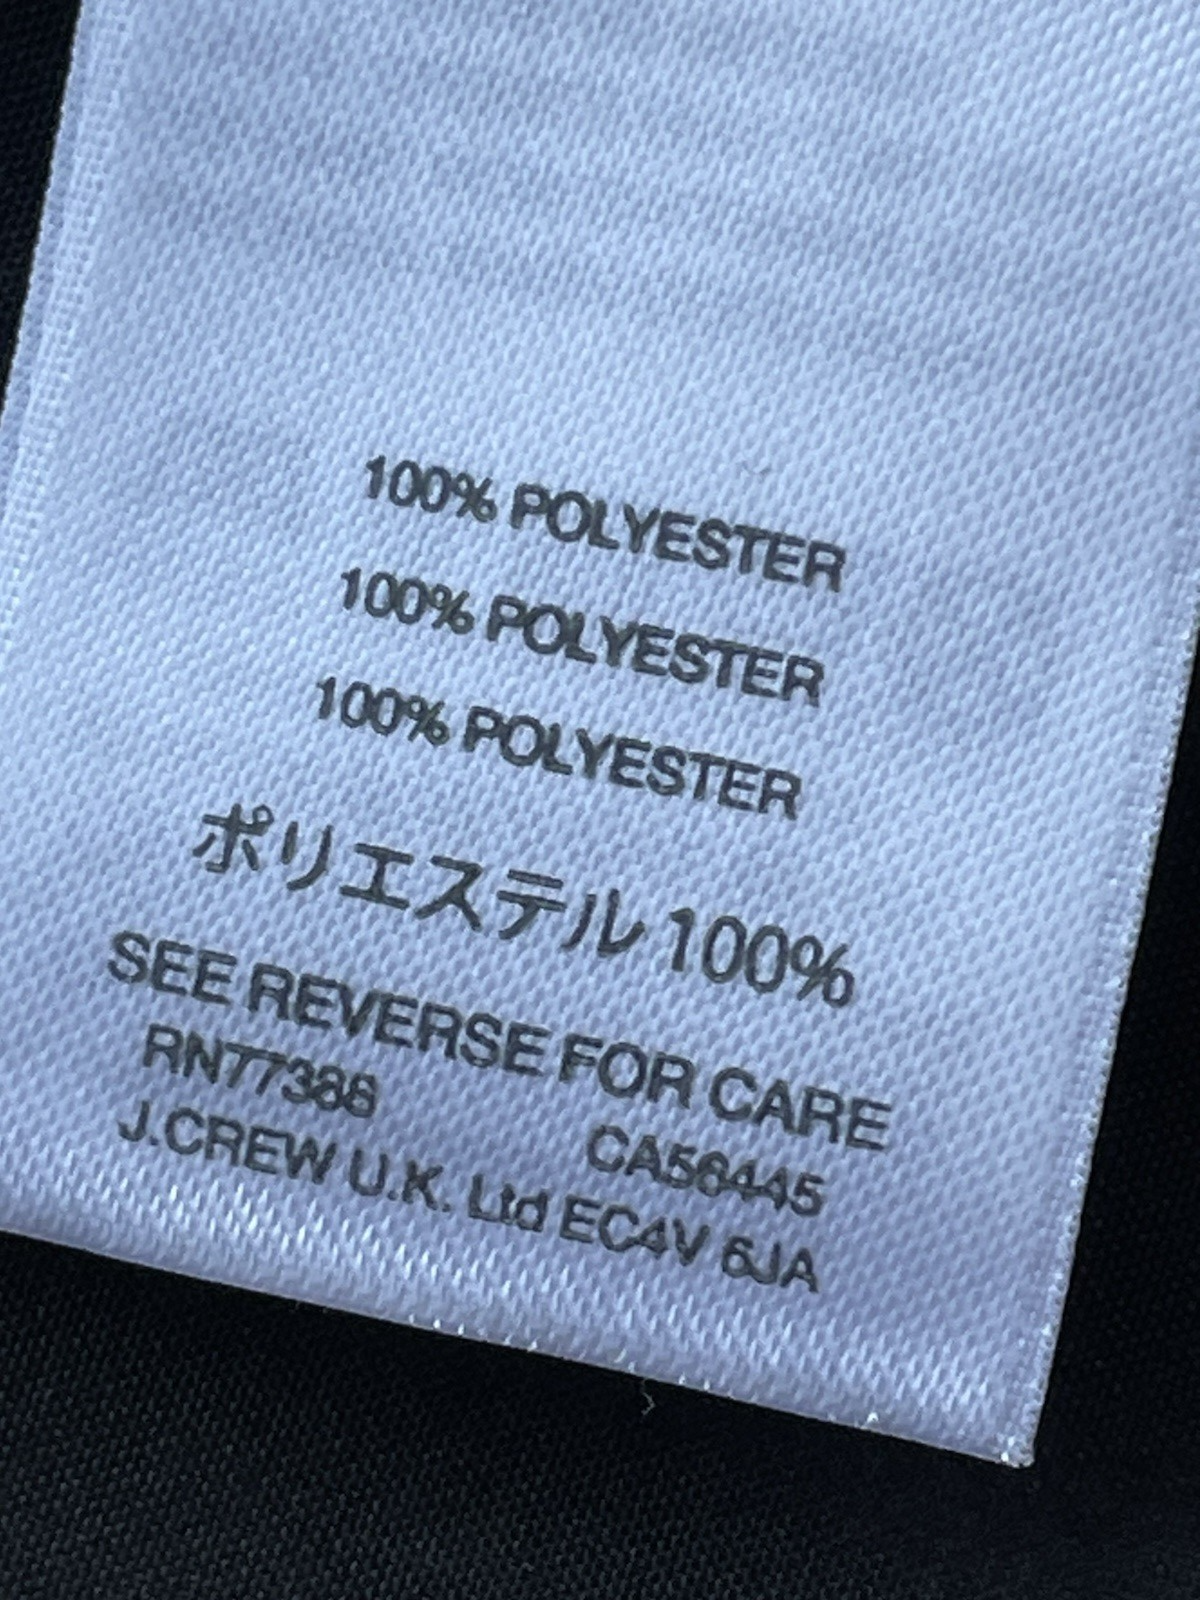 100% POLYESTER
100% POLYESTER
100% POLYESTER
ポリエステル 100%
SEE REVERSE FOR CARE
RN77388 CA56445
J.CREW U.K. Ltd EC4V 6JA